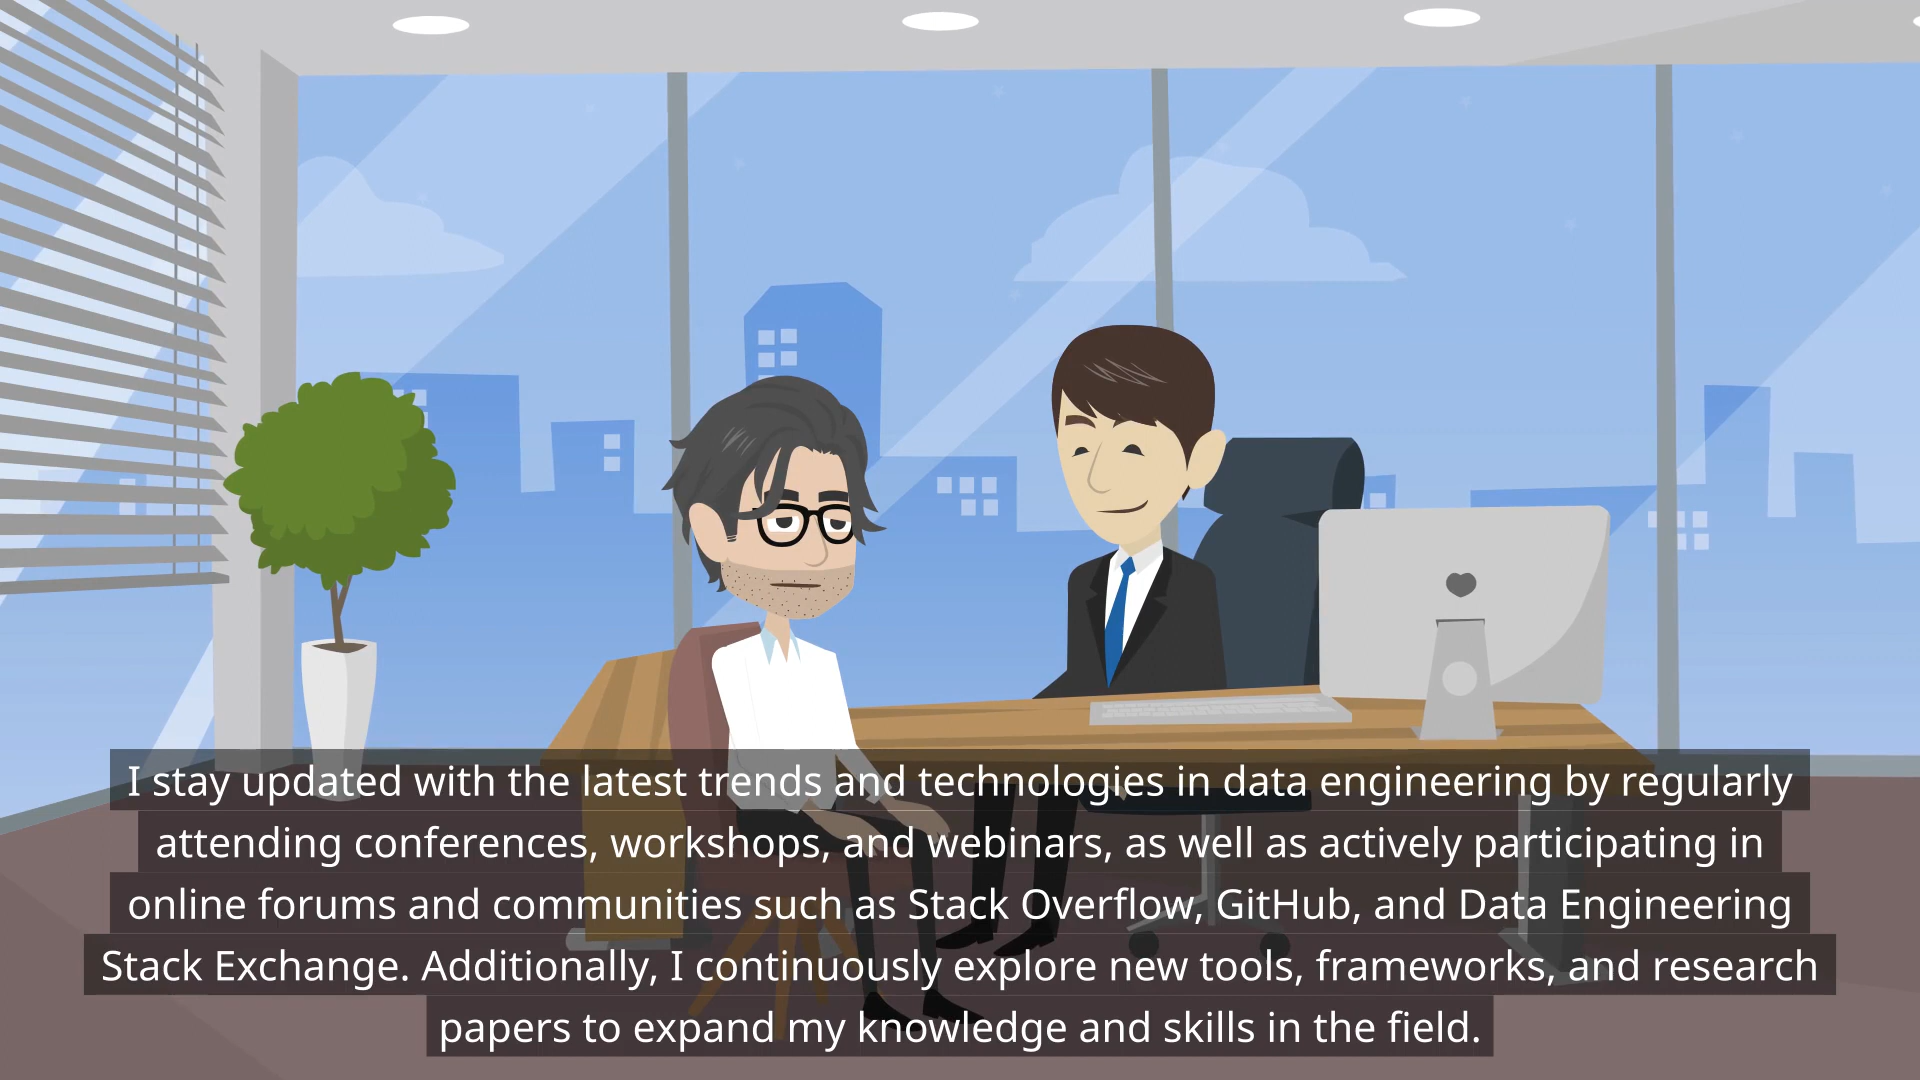 I stay updated with the latest trends and technologies in data engineering by regularly
attending conferences, workshops, and webinars, as well as actively participating in
online forums and communities such as Stack Overflow, GitHub, and Data Engineering
Stack Exchange. Additionally, I continuously explore new tools, frameworks, and research
papers to expand my knowledge and skills in the field.